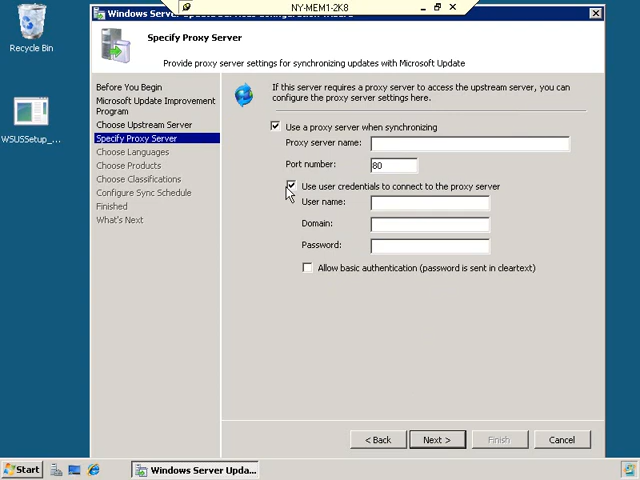 NY-MEM1-2K8
Recycle Bin
WSUSSetup_...
Windows Server Update Services Configuration Wizard
Specify Proxy Server
Provide proxy server settings for synchronizing updates with Microsoft Update
Before You Begin
Microsoft Update Improvement
Program
Choose Upstream Server
Specify Proxy Server
Choose Languages
Choose Products
Choose Classifications
Configure Sync Schedule
Finished
What's Next
If this server requires a proxy server to access the upstream server, you can
configure the proxy server settings here.
Use a proxy server when synchronizing
Proxy server name:
Port number: 80
Use user credentials to connect to the proxy server
User name:
Domain:
Password:
Allow basic authentication (password is sent in cleartext)
< Back Next > Finish Cancel
Start Windows Server Upda...